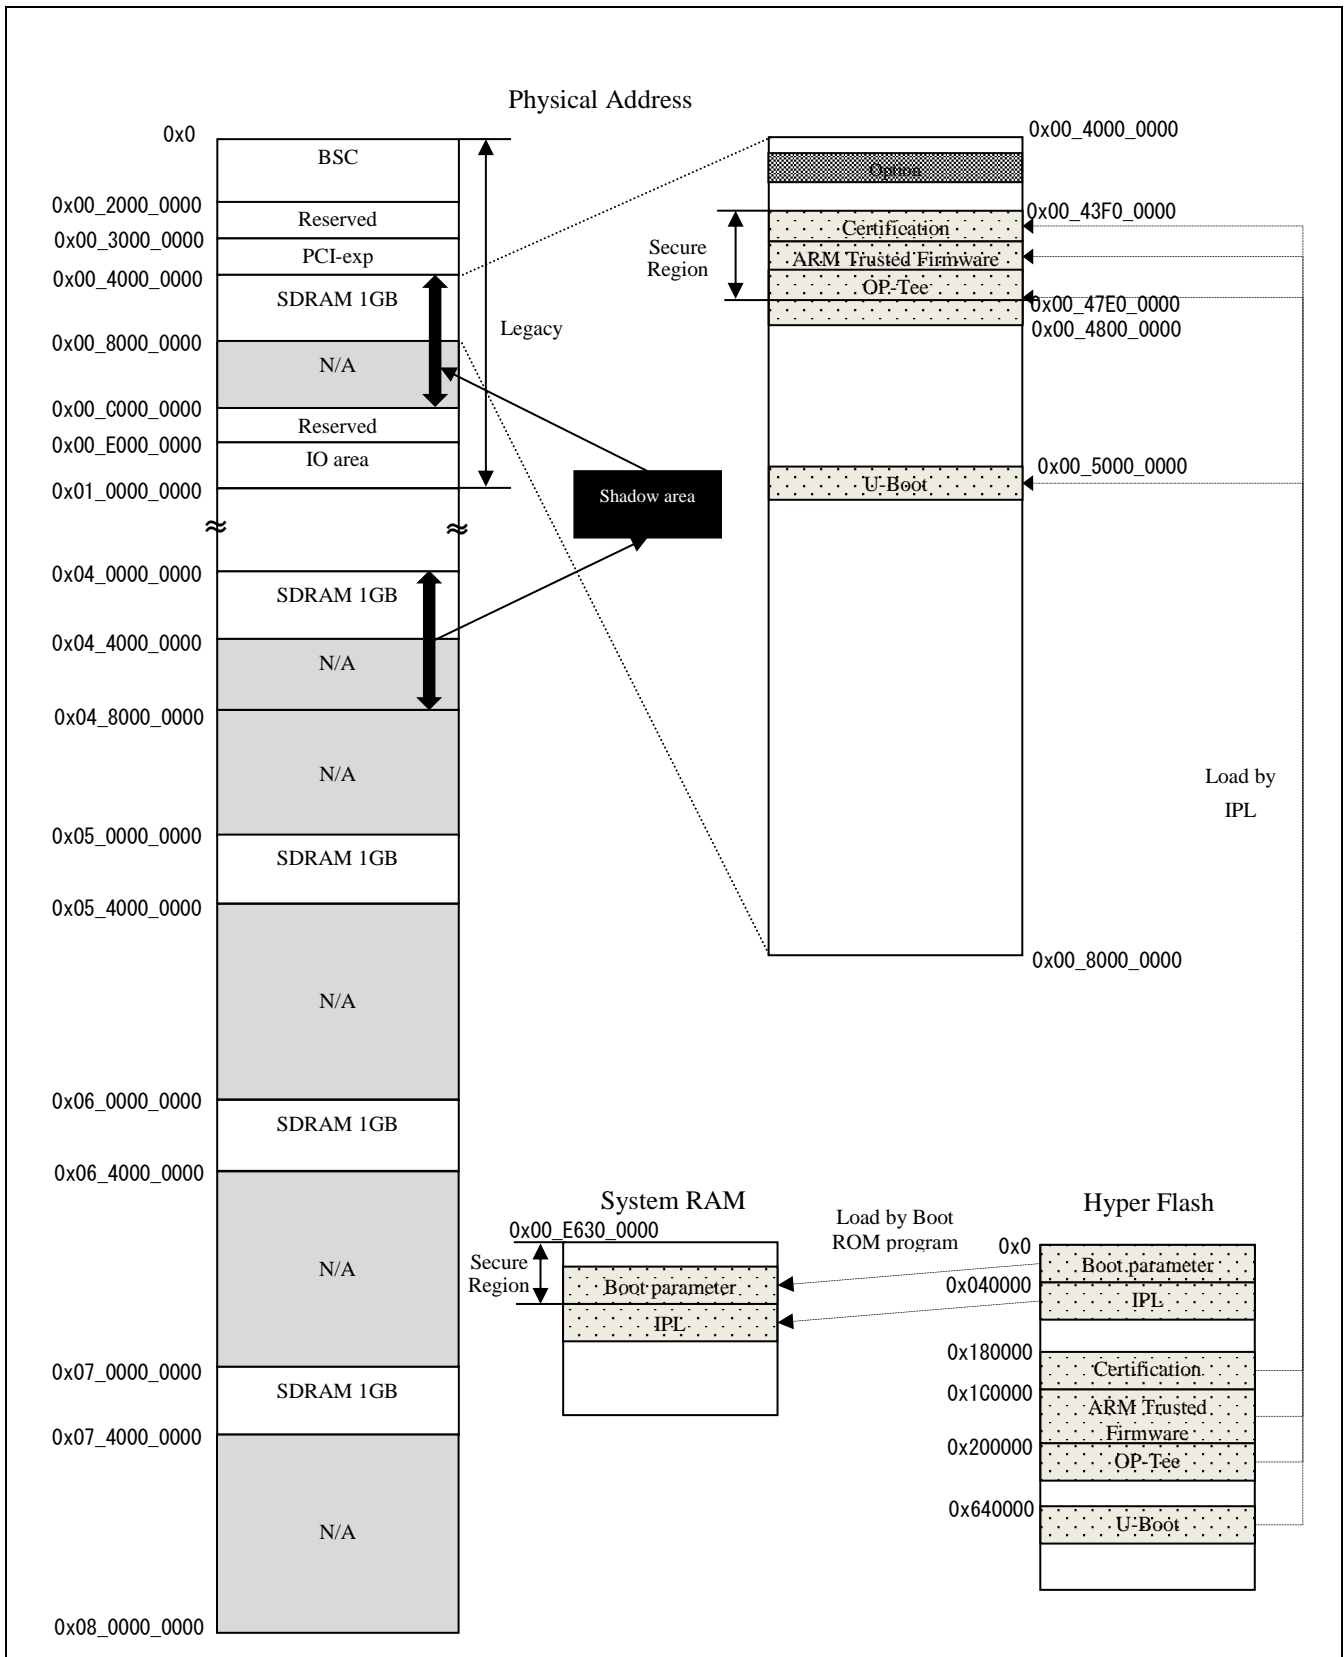 Physical Address
0x0
BSC
0x00_2000_0000
Reserved
0x00_3000_0000
PCI-exp
0x00_4000_0000
SDRAM 1GB
0x00_8000_0000
N/A
0x00_C000_0000
Reserved
0x00_E000_0000
IO area
0x01_0000_0000
Legacy
Shadow area
0x04_0000_0000
SDRAM 1GB
0x04_4000_0000
N/A
0x04_8000_0000
N/A
0x05_0000_0000
SDRAM 1GB
0x05_4000_0000
N/A
0x06_0000_0000
SDRAM 1GB
0x06_4000_0000
N/A
0x07_0000_0000
SDRAM 1GB
0x07_4000_0000
N/A
0x08_0000_0000
0x00_4000_0000
Option
0x00_43F0_0000
Secure
Region
Certification
ARM Trusted Firmware
OP-Tee
0x00_47E0_0000
0x00_4800_0000
0x00_5000_0000
U-Boot
0x00_8000_0000
Load by
IPL
System RAM
0x00_E630_0000
Secure
Region
Boot parameter
IPL
Load by Boot
ROM program
Hyper Flash
0x0
Boot parameter
0x040000
IPL
0x180000
Certification
0x1C0000
ARM Trusted
Firmware
0x200000
OP-Tee
0x640000
U-Boot